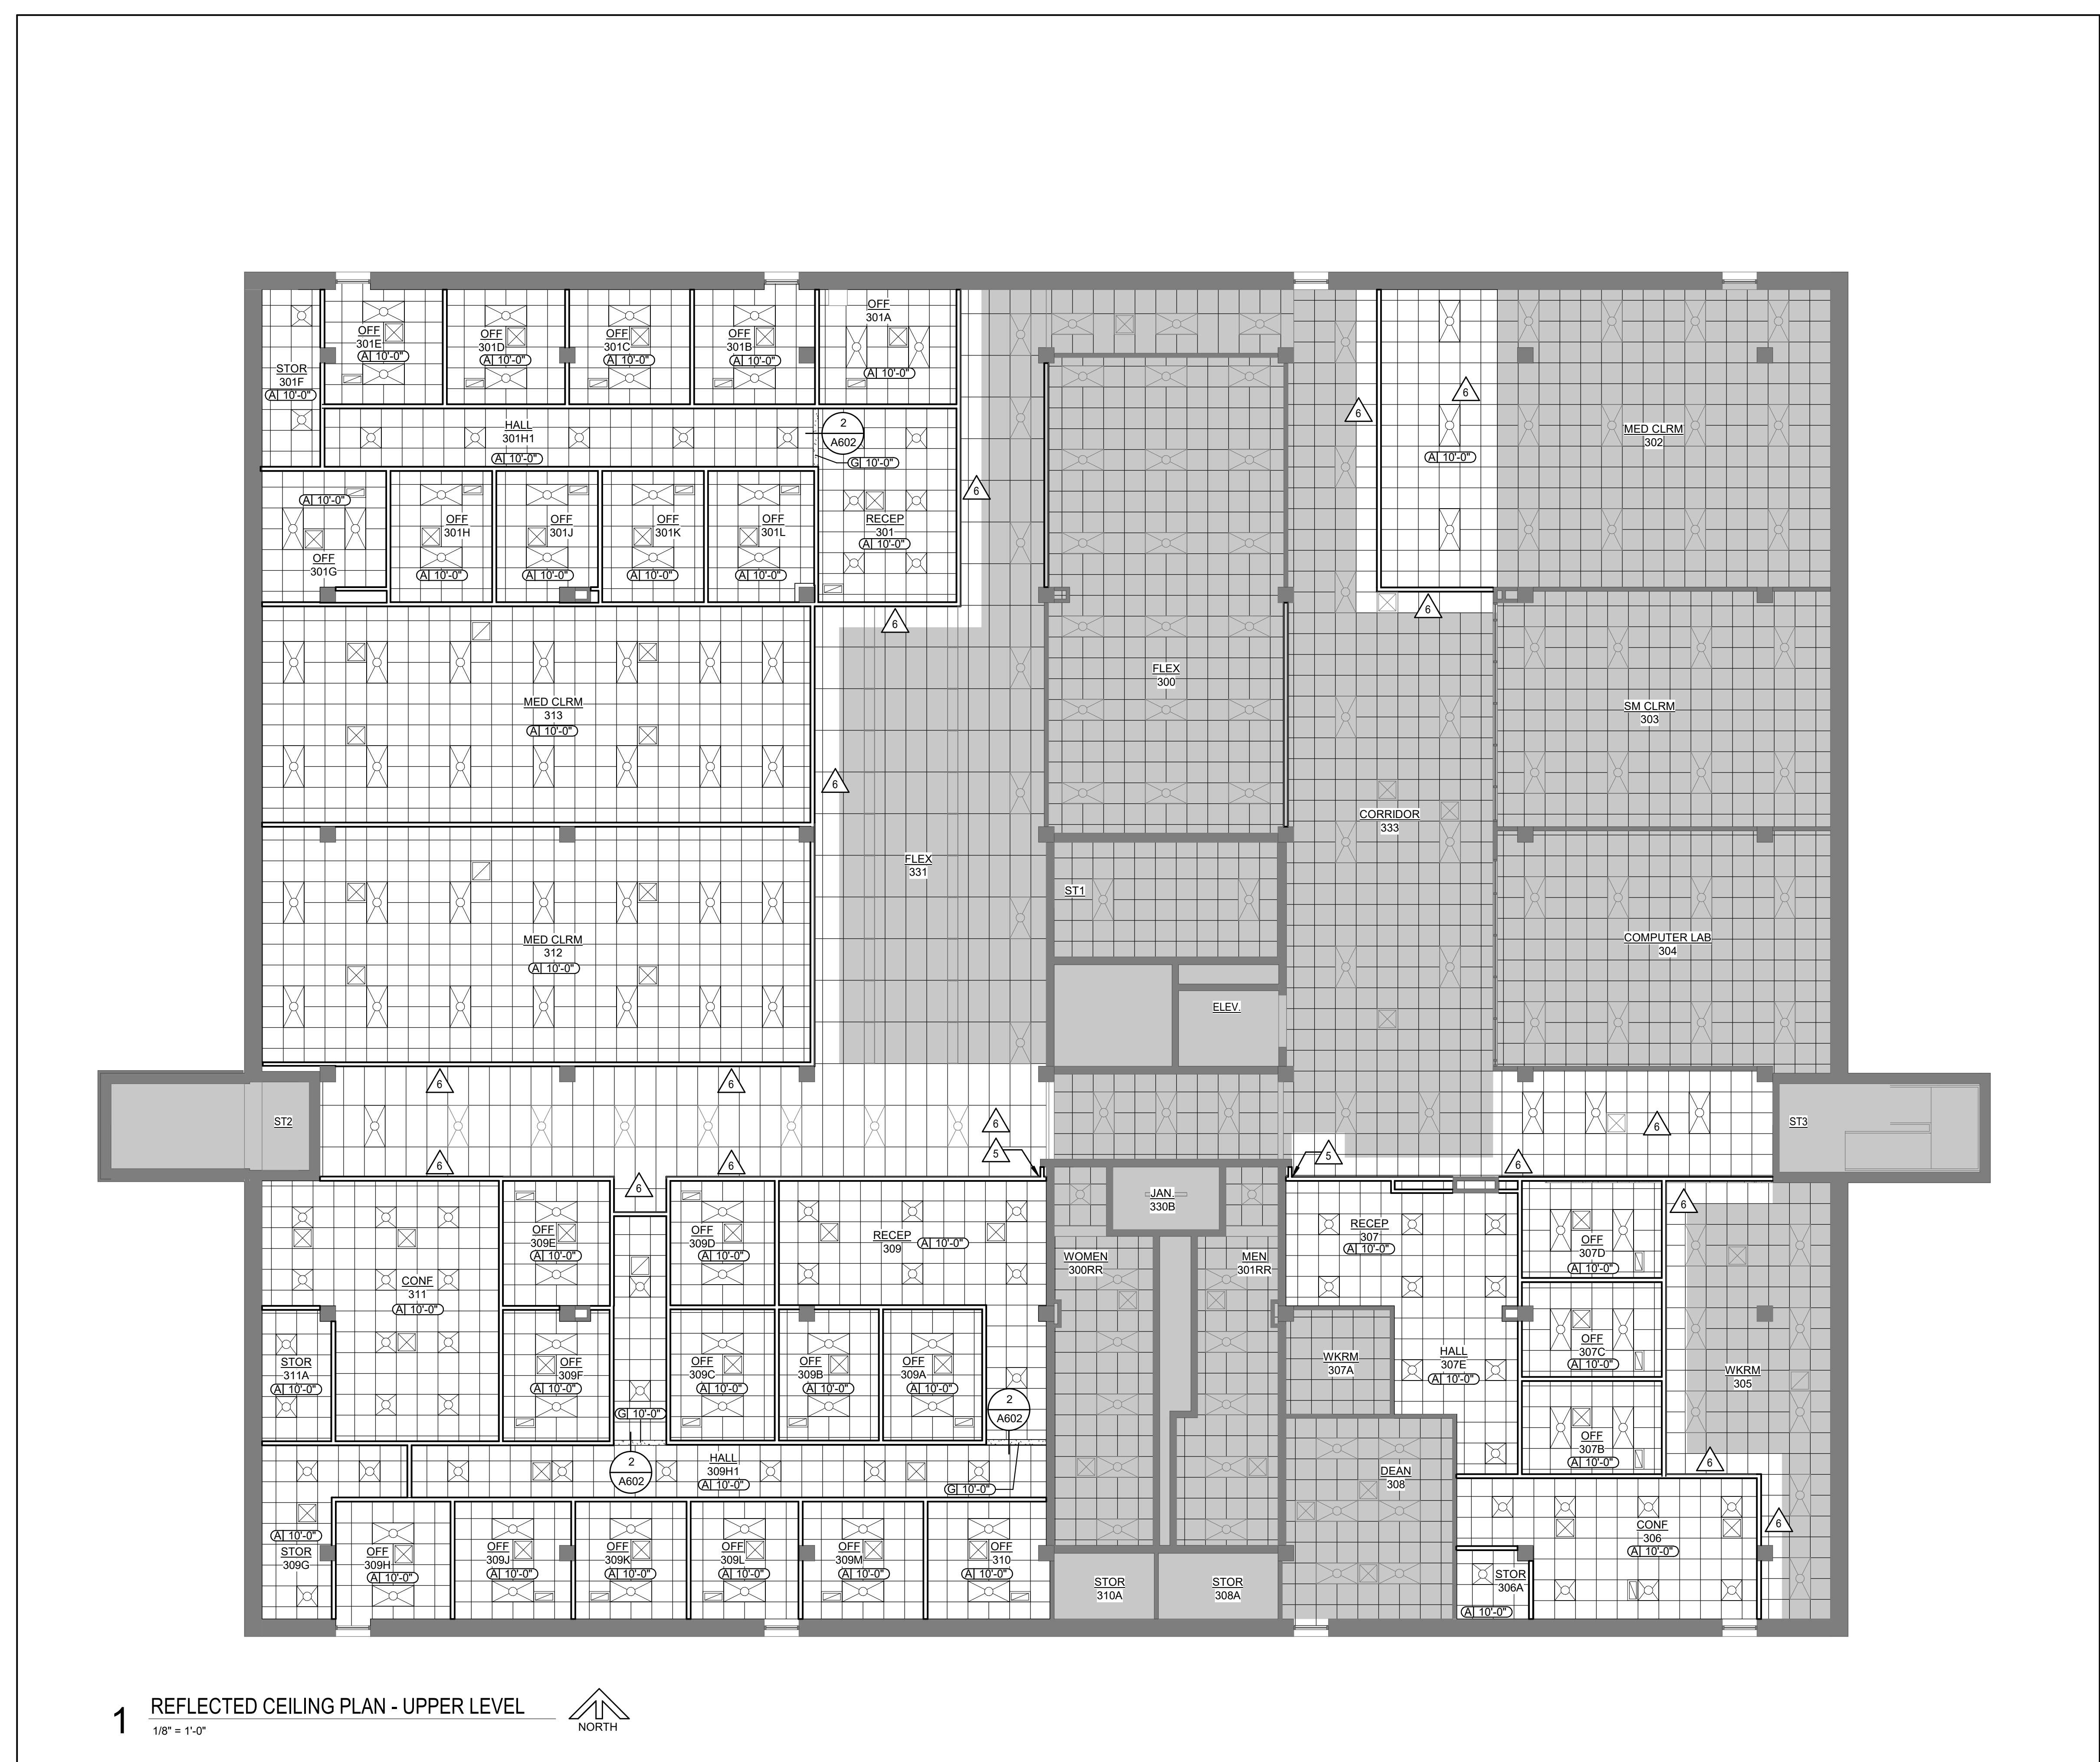 OFF
301E
A 10'-0"
OFF
301D
A 10'-0"
OFF
301C
A 10'-0"
OFF
301B
A 10'-0"
OFF
301A
A 10'-0"
STOR
301F
A 10'-0"
HALL
301H1
A 10'-0"
2
A602
G 10'-0"
6
6
A 10'-0"
MED CLRM
302
A 10'-0"
OFF
301G
OFF
301H
A 10'-0"
OFF
301J
A 10'-0"
OFF
301K
A 10'-0"
OFF
301L
A 10'-0"
RECEP
301
A 10'-0"
6
6
6
MED CLRM
313
A 10'-0"
FLEX
300
SM CLRM
303
6
CORRIDOR
333
FLEX
331
ST1
MED CLRM
312
A 10'-0"
COMPUTER LAB
304
ELEV.
6
6
ST2
6
5
6
6
5
6
6
ST3
6
6
OFF
309E
A 10'-0"
OFF
309D
A 10'-0"
RECEP
309
A 10'-0"
JAN.
330B
WOMEN
300RR
MEN
301RR
RECEP
307
A 10'-0"
OFF
307D
A 10'-0"
CONF
311
A 10'-0"
STOR
311A
A 10'-0"
OFF
309F
A 10'-0"
G 10'-0"
OFF
309C
A 10'-0"
OFF
309B
A 10'-0"
OFF
309A
A 10'-0"
2
A602
WKRM
307A
HALL
307E
A 10'-0"
OFF
307C
A 10'-0"
WKRM
305
OFF
307B
A 10'-0"
6
2
A602
HALL
309H1
A 10'-0"
G 10'-0"
DEAN
308
A 10'-0"
STOR
309G
OFF
309H
A 10'-0"
OFF
309J
A 10'-0"
OFF
309K
A 10'-0"
OFF
309L
A 10'-0"
OFF
309M
A 10'-0"
OFF
310
A 10'-0"
STOR
310A
STOR
308A
CONF
306
A 10'-0"
6
STOR
306A
A 10'-0"
1 REFLECTED CEILING PLAN - UPPER LEVEL
1/8" = 1'-0"
NORTH